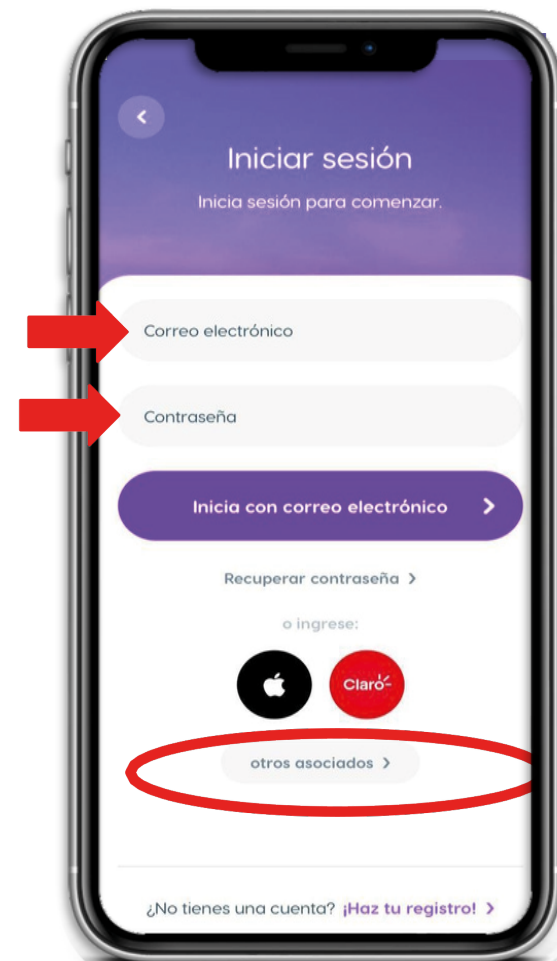 Iniciar sesión
Inicia sesión para comenzar.
Correo electrónico
Contraseña
Inicia con correo electrónico
Recuperar contraseña
o ingrese:
Claro
otros asociados
¿No tienes una cuenta? ¡Haz tu registro!